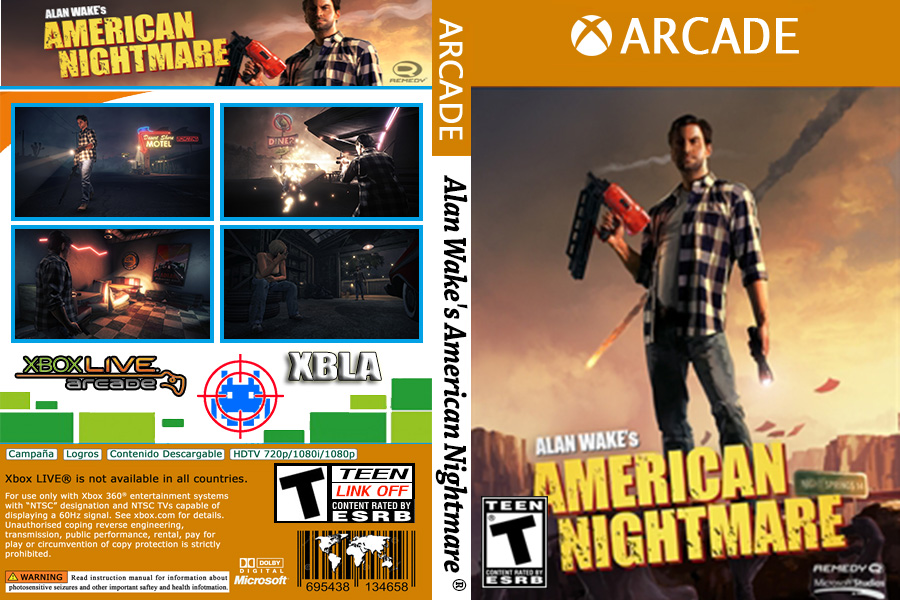 ALAN WAKE'S
AMERICAN
NIGHTMARE
REMEDY
Desert Shore
MOTEL
DINER
XBOX LIVE
arcade
XBLA
Campaña
Logros
Contenido Descargable
HDTV 720p/1080i/1080p
Xbox LIVE® is not available in all countries.
For use only with Xbox 360® entertainment systems
with "NTSC" designation and NTSC TVs capable of
displaying a 60Hz signal. See xbox.com for details.
Unauthorised coping reverse engineering,
transmission, public performance, rental, pay for
play or circumvention of copy protection is strictly
prohibited.
WARNING Read instruction manual for information about
photosensitive seizures and other important saftey and health infotmation.
T
TEEN
LINK OFF
CONTENT RATED BY
ESRB
DOLBY
DIGITAL
Microsoft
695438 134658
ARCADE
Alan Wake's American Nightmare ®
ARCADE
ALAN WAKE'S
AMERICAN
NIGHTMARE
NIGHT SPRINGS
TEEN
T
CONTENT RATED BY
ESRB
REMEDY
Microsoft Studios